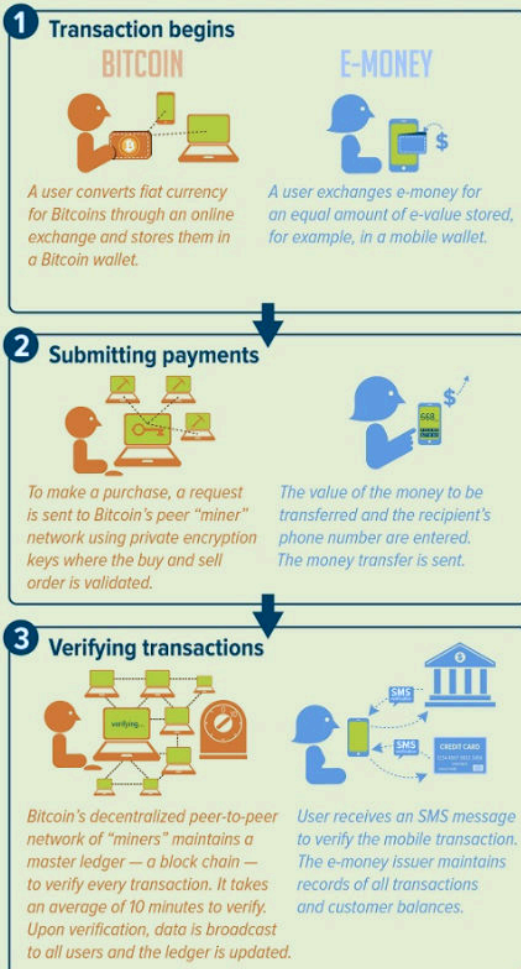 1 Transaction begins
BITCOIN
A user converts fiat currency
for Bitcoins through an online
exchange and stores them in
a Bitcoin wallet.
E-MONEY
$
A user exchanges e-money for
an equal amount of e-value stored,
for example, in a mobile wallet.
2 Submitting payments
To make a purchase, a request
is sent to Bitcoin's peer "miner"
network using private encryption
keys where the buy and sell
order is validated.
$
The value of the money to be
transferred and the recipient's
phone number are entered.
The money transfer is sent.
3 Verifying transactions
verifying...
Bitcoin's decentralized peer-to-peer
network of "miners" maintains a
master ledger — a block chain —
to verify every transaction. It takes
an average of 10 minutes to verify.
Upon verification, data is broadcast
to all users and the ledger is updated.
$
SMS
SMS
CREDIT CARD
User receives an SMS message
to verify the mobile transaction.
The e-money issuer maintains
records of all transactions
and customer balances.